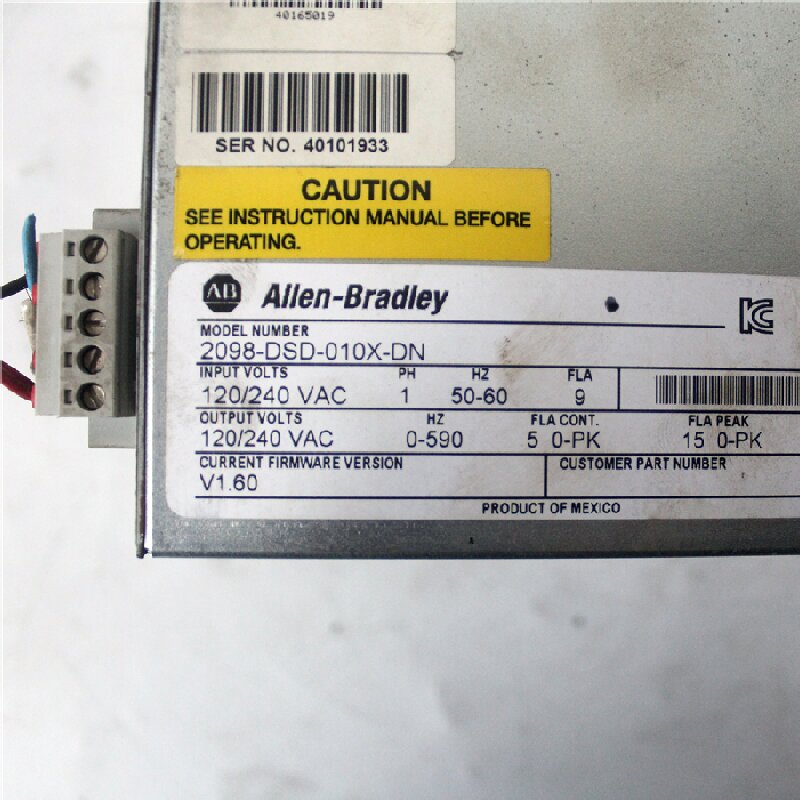 40165019
SER NO. 40101933
CAUTION
SEE INSTRUCTION MANUAL BEFORE
OPERATING.
AB Allen-Bradley
KC
MODEL NUMBER
2098-DSD-010X-DN
INPUT VOLTS PH HZ FLA
120/240 VAC 1 50-60 9
OUTPUT VOLTS HZ FLA CONT. FLA PEAK
120/240 VAC 0-590 5 0-PK 15 0-PK
CURRENT FIRMWARE VERSION CUSTOMER PART NUMBER
V1.60
PRODUCT OF MEXICO